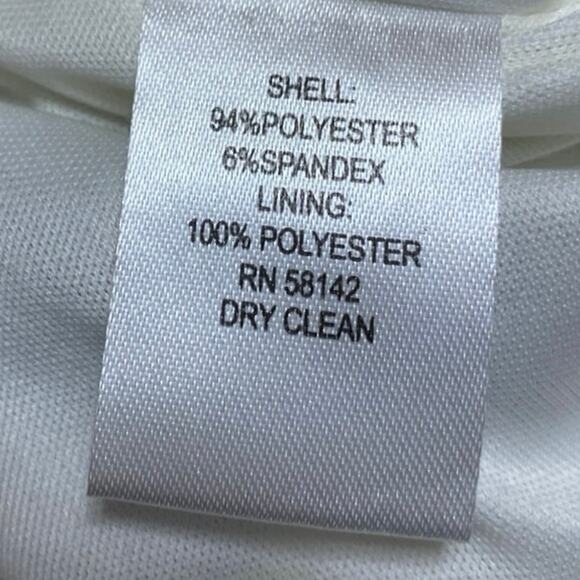 SHELL:
94%POLYESTER
6%SPANDEX
LINING:
100% POLYESTER
RN 58142
DRY CLEAN